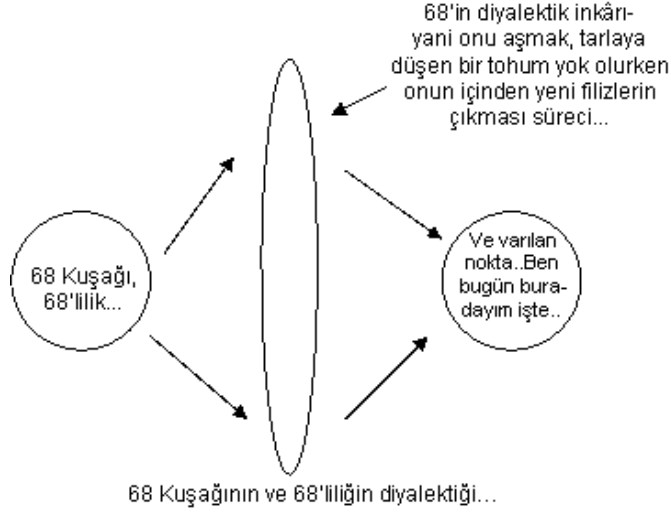 68'in diyalektik inkârı-
yani onu aşmak, tarlaya
düşen bir tohum yok olurken
onun içinden yeni filizlerin
çıkması süreci...
68 Kuşağı,
68'lilik...
Ve varılan
nokta..Ben
bugün bura-
dayım işte..
68 Kuşağının ve 68'liliğin diyalektiği...